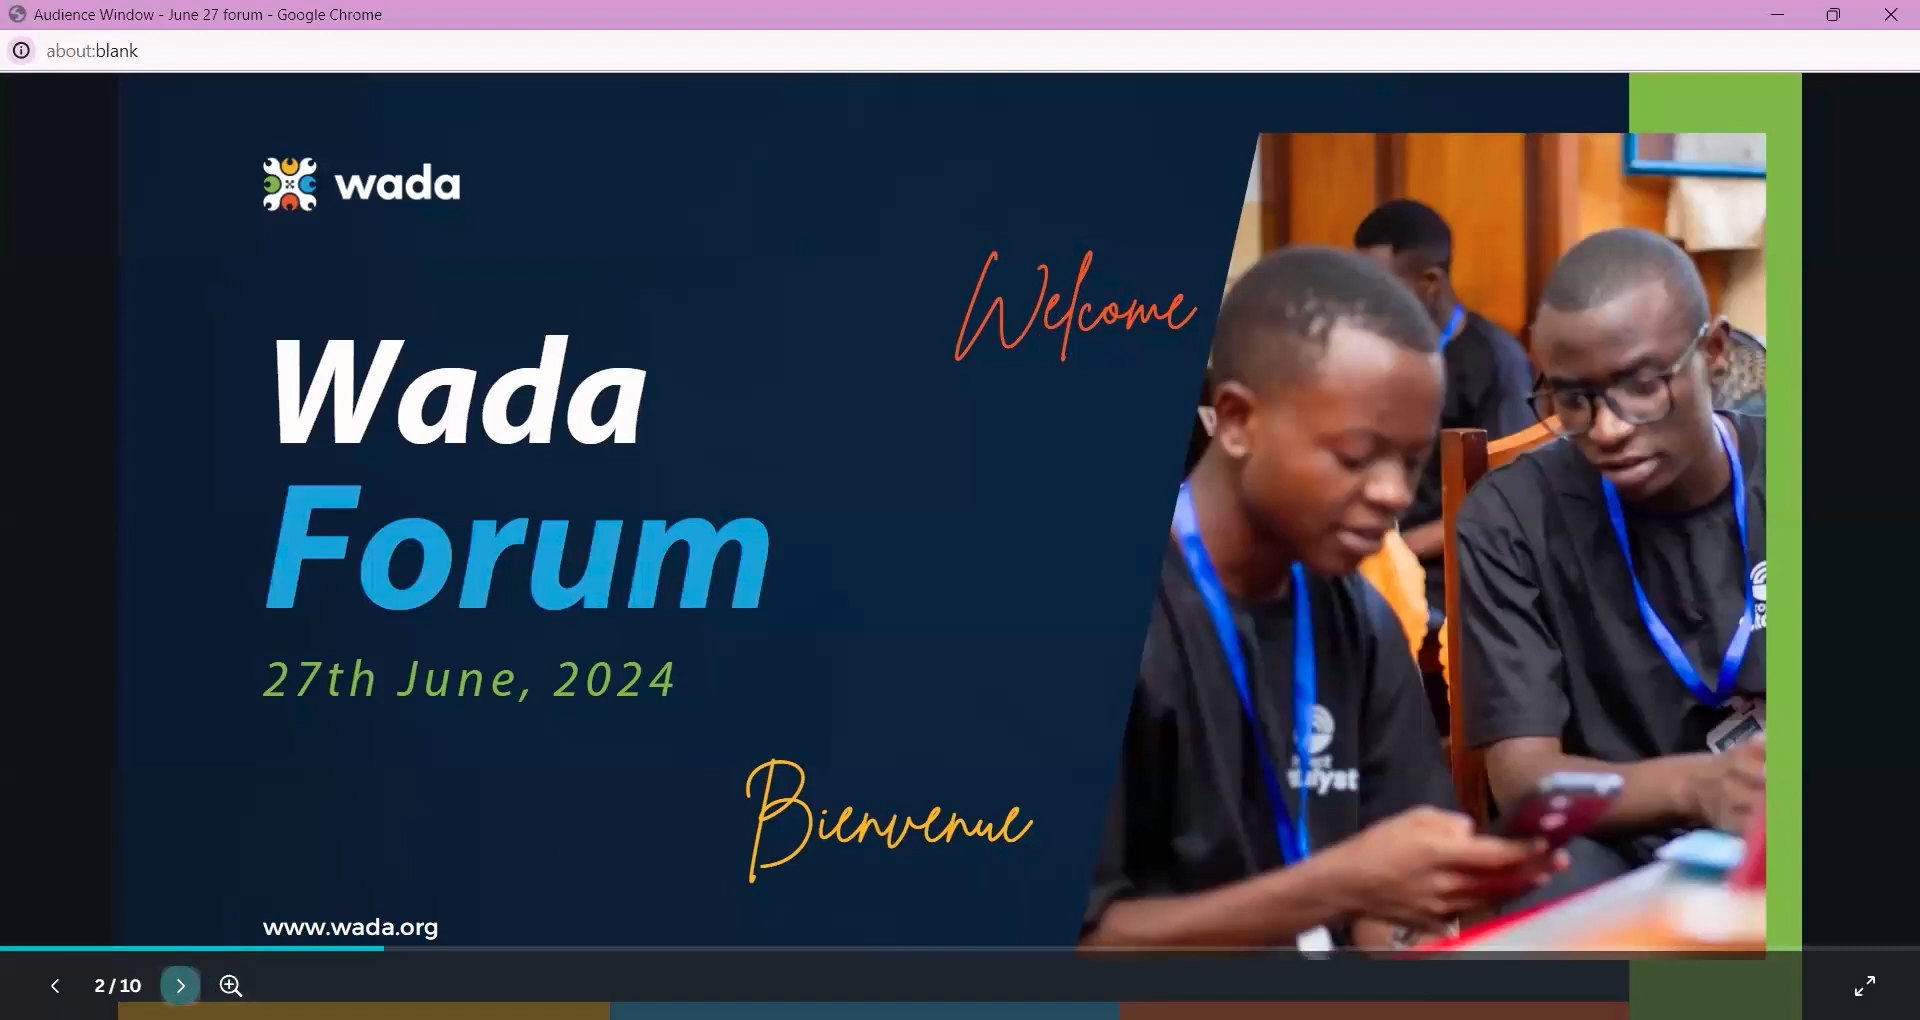 Audience Window - June 27 forum - Google Chrome
about:blank
wada
Welcome
Wada
Forum
27th June, 2024
Bienvenue
www.wada.org
2 / 10